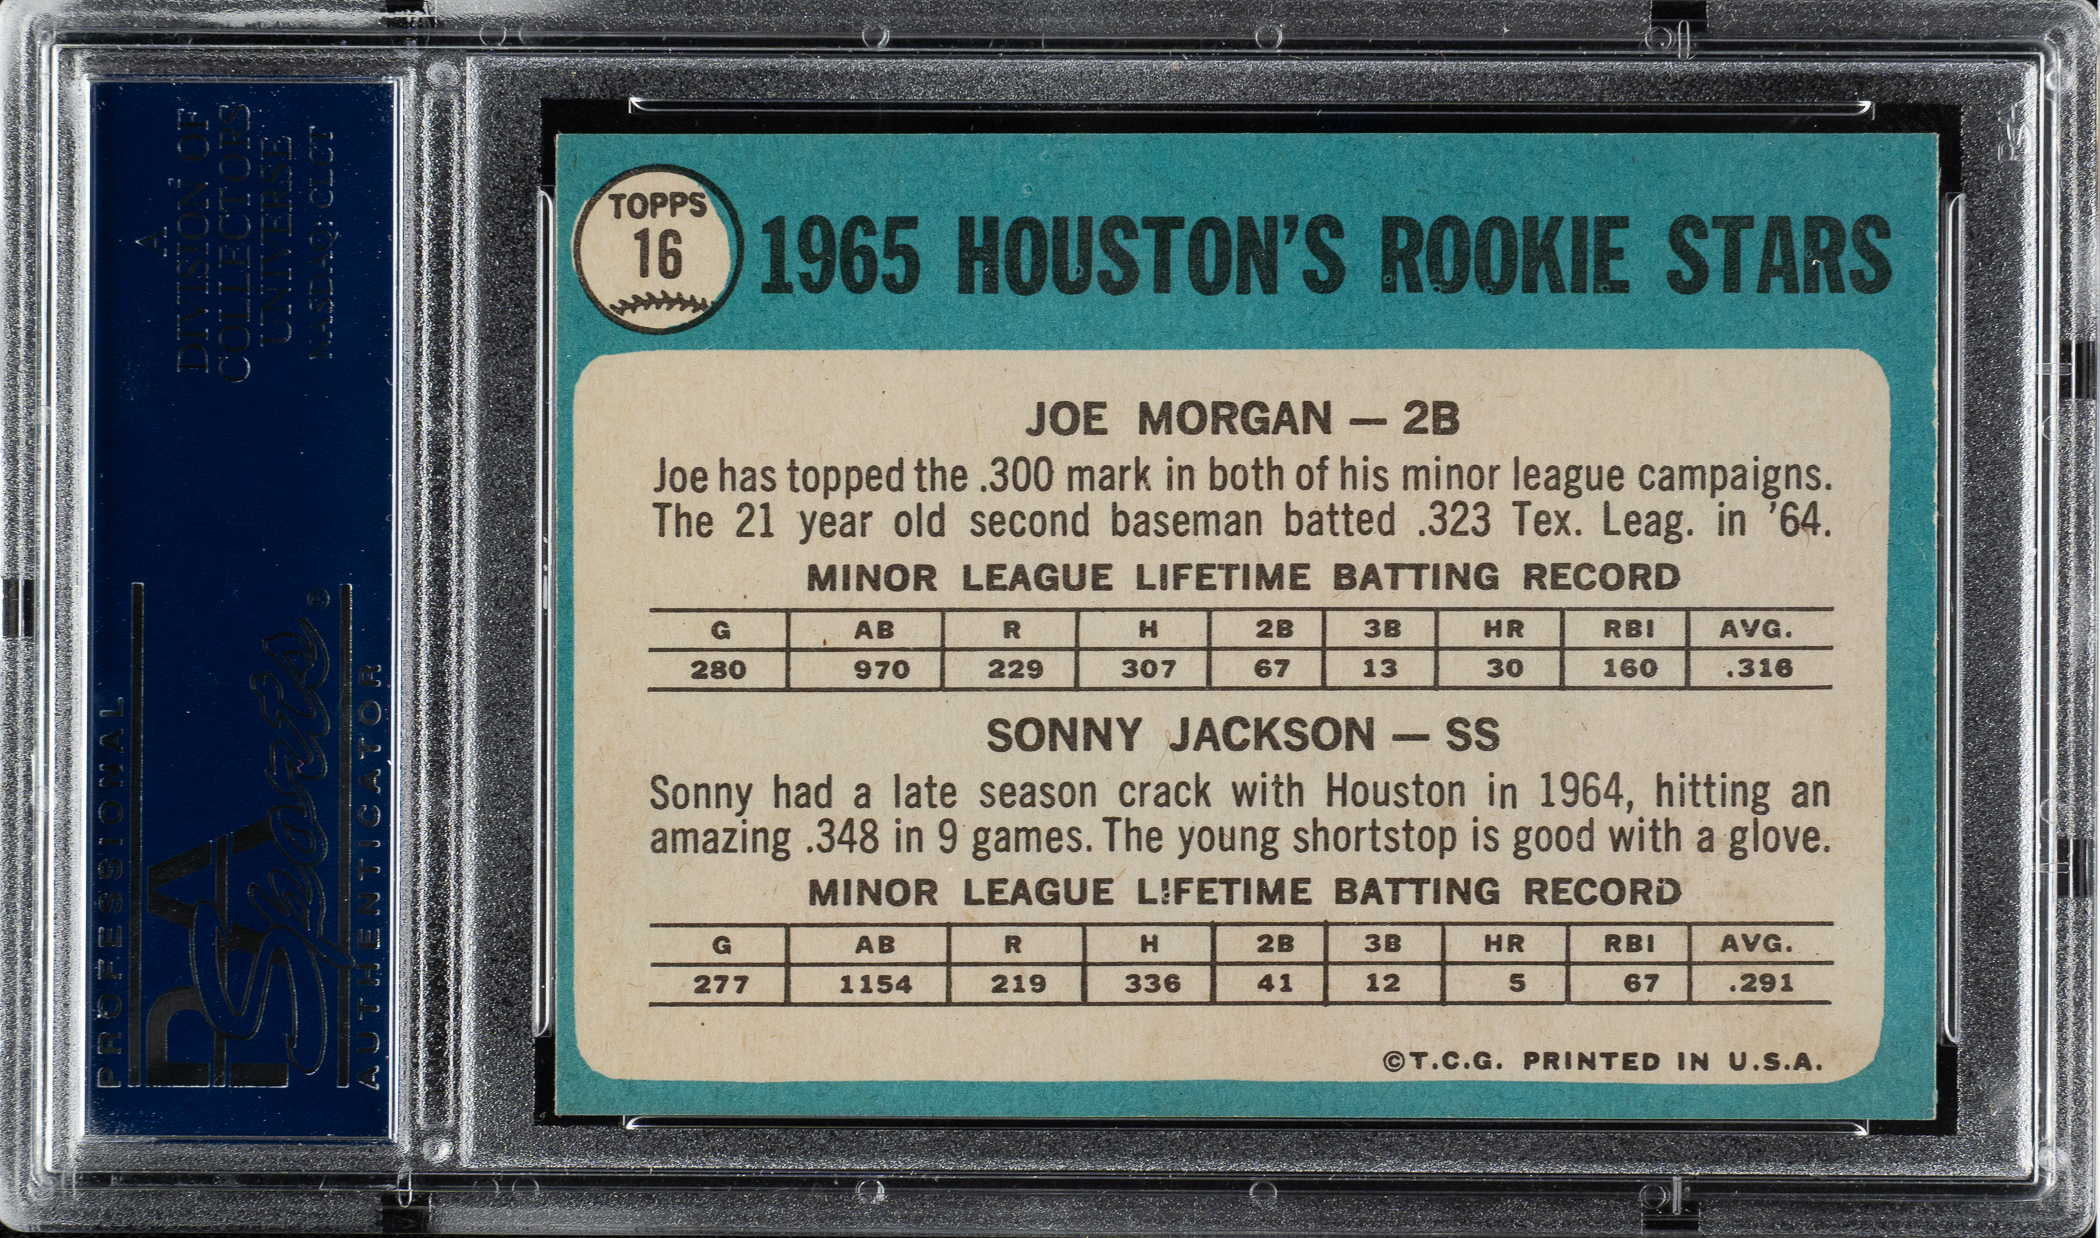 A
DIVISION OF
COLLECTORS
UNIVERSE
NASDAQ: CLCT
PROFESSIONAL
PSA
Sports®
AUTHENTICATOR
TOPPS
16
1965 HOUSTON'S ROOKIE STARS
JOE MORGAN — 2B
Joe has topped the .300 mark in both of his minor league campaigns.
The 21 year old second baseman batted .323 Tex. Leag. in '64.
MINOR LEAGUE LIFETIME BATTING RECORD
G AB R H 2B 3B HR RBI AVG.
280 970 229 307 67 13 30 160 .316
SONNY JACKSON — SS
Sonny had a late season crack with Houston in 1964, hitting an
amazing .348 in 9 games. The young shortstop is good with a glove.
MINOR LEAGUE LIFETIME BATTING RECORD
G AB R H 2B 3B HR RBI AVG.
277 1154 219 336 41 12 5 67 .291
©T.C.G. PRINTED IN U.S.A.